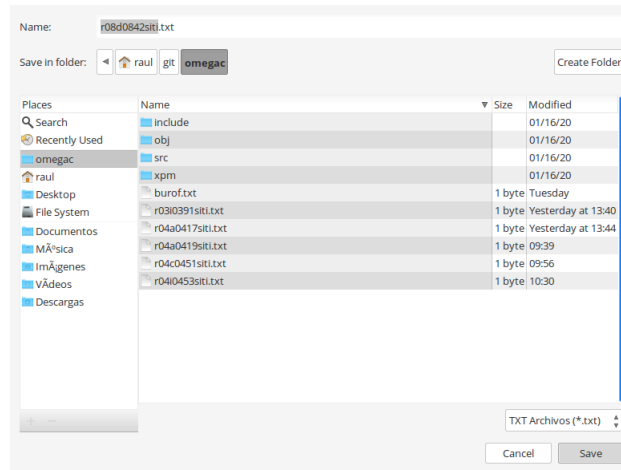 Name: r08d0842siti.txt
Save in folder: raul git omegac Create Folder
Places Name Size Modified
Search include 01/16/20
Recently Used obj 01/16/20
omegac src 01/16/20
raul xpm 01/16/20
Desktop burof.txt 1 byte Tuesday
File System r03i0391siti.txt 1 byte Yesterday at 13:40
Documentos r04a0417siti.txt 1 byte Yesterday at 13:44
MÃºsica r04a0419siti.txt 1 byte 09:39
ImÃ¡genes r04c0451siti.txt 1 byte 09:56
VÃ­deos r04i0453siti.txt 1 byte 10:30
Descargas
TXT Archivos (*.txt)
Cancel Save